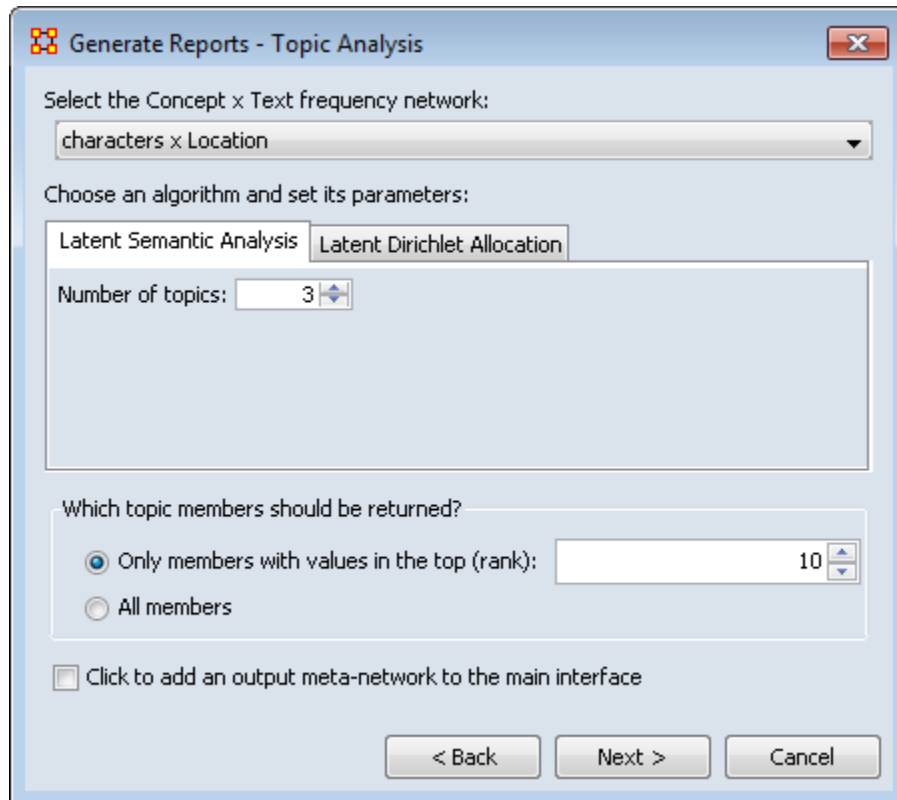 Generate Reports - Topic Analysis
Select the Concept x Text frequency network:
characters x Location
Choose an algorithm and set its parameters:
Latent Semantic Analysis Latent Dirichlet Allocation
Number of topics: 3
Which topic members should be returned?
Only members with values in the top (rank): 10
All members
Click to add an output meta-network to the main interface
< Back Next > Cancel